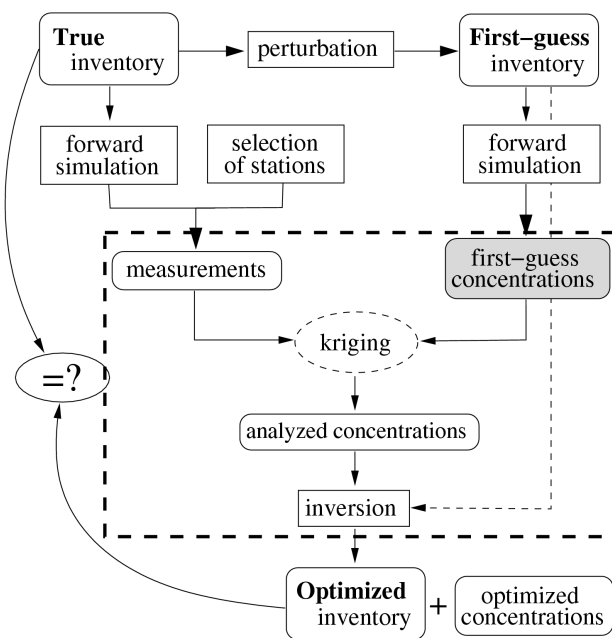 True
inventory
perturbation
First−guess
inventory
forward
simulation
selection
of stations
forward
simulation
measurements
first−guess
concentrations
kriging
=?
analyzed concentrations
inversion
Optimized
inventory
+
optimized
concentrations